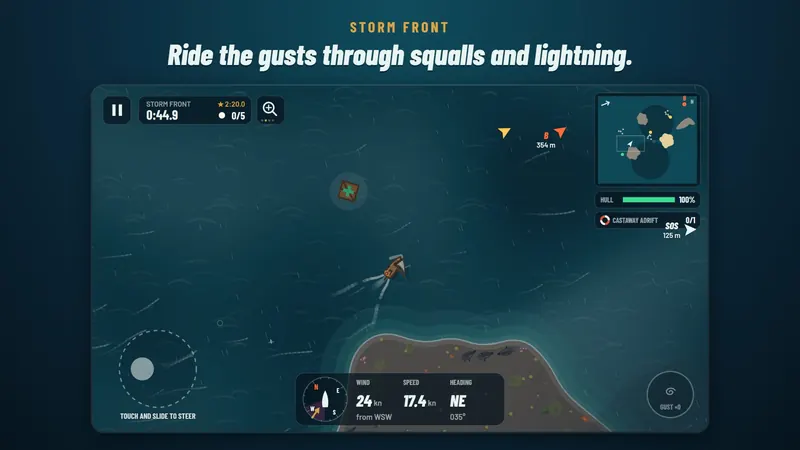 STORM FRONT
Ride the gusts through squalls and lightning.
STORM FRONT
★2:20.0
0:44.9
0/5
B
354 m
B
HULL
100%
CASTAWAY ADRIFT
0/1
SOS
125 m
TOUCH AND SLIDE TO STEER
N
E
S
W
WIND
24 kn
from WSW
SPEED
17.4 kn
HEADING
NE
035°
GUST ×0